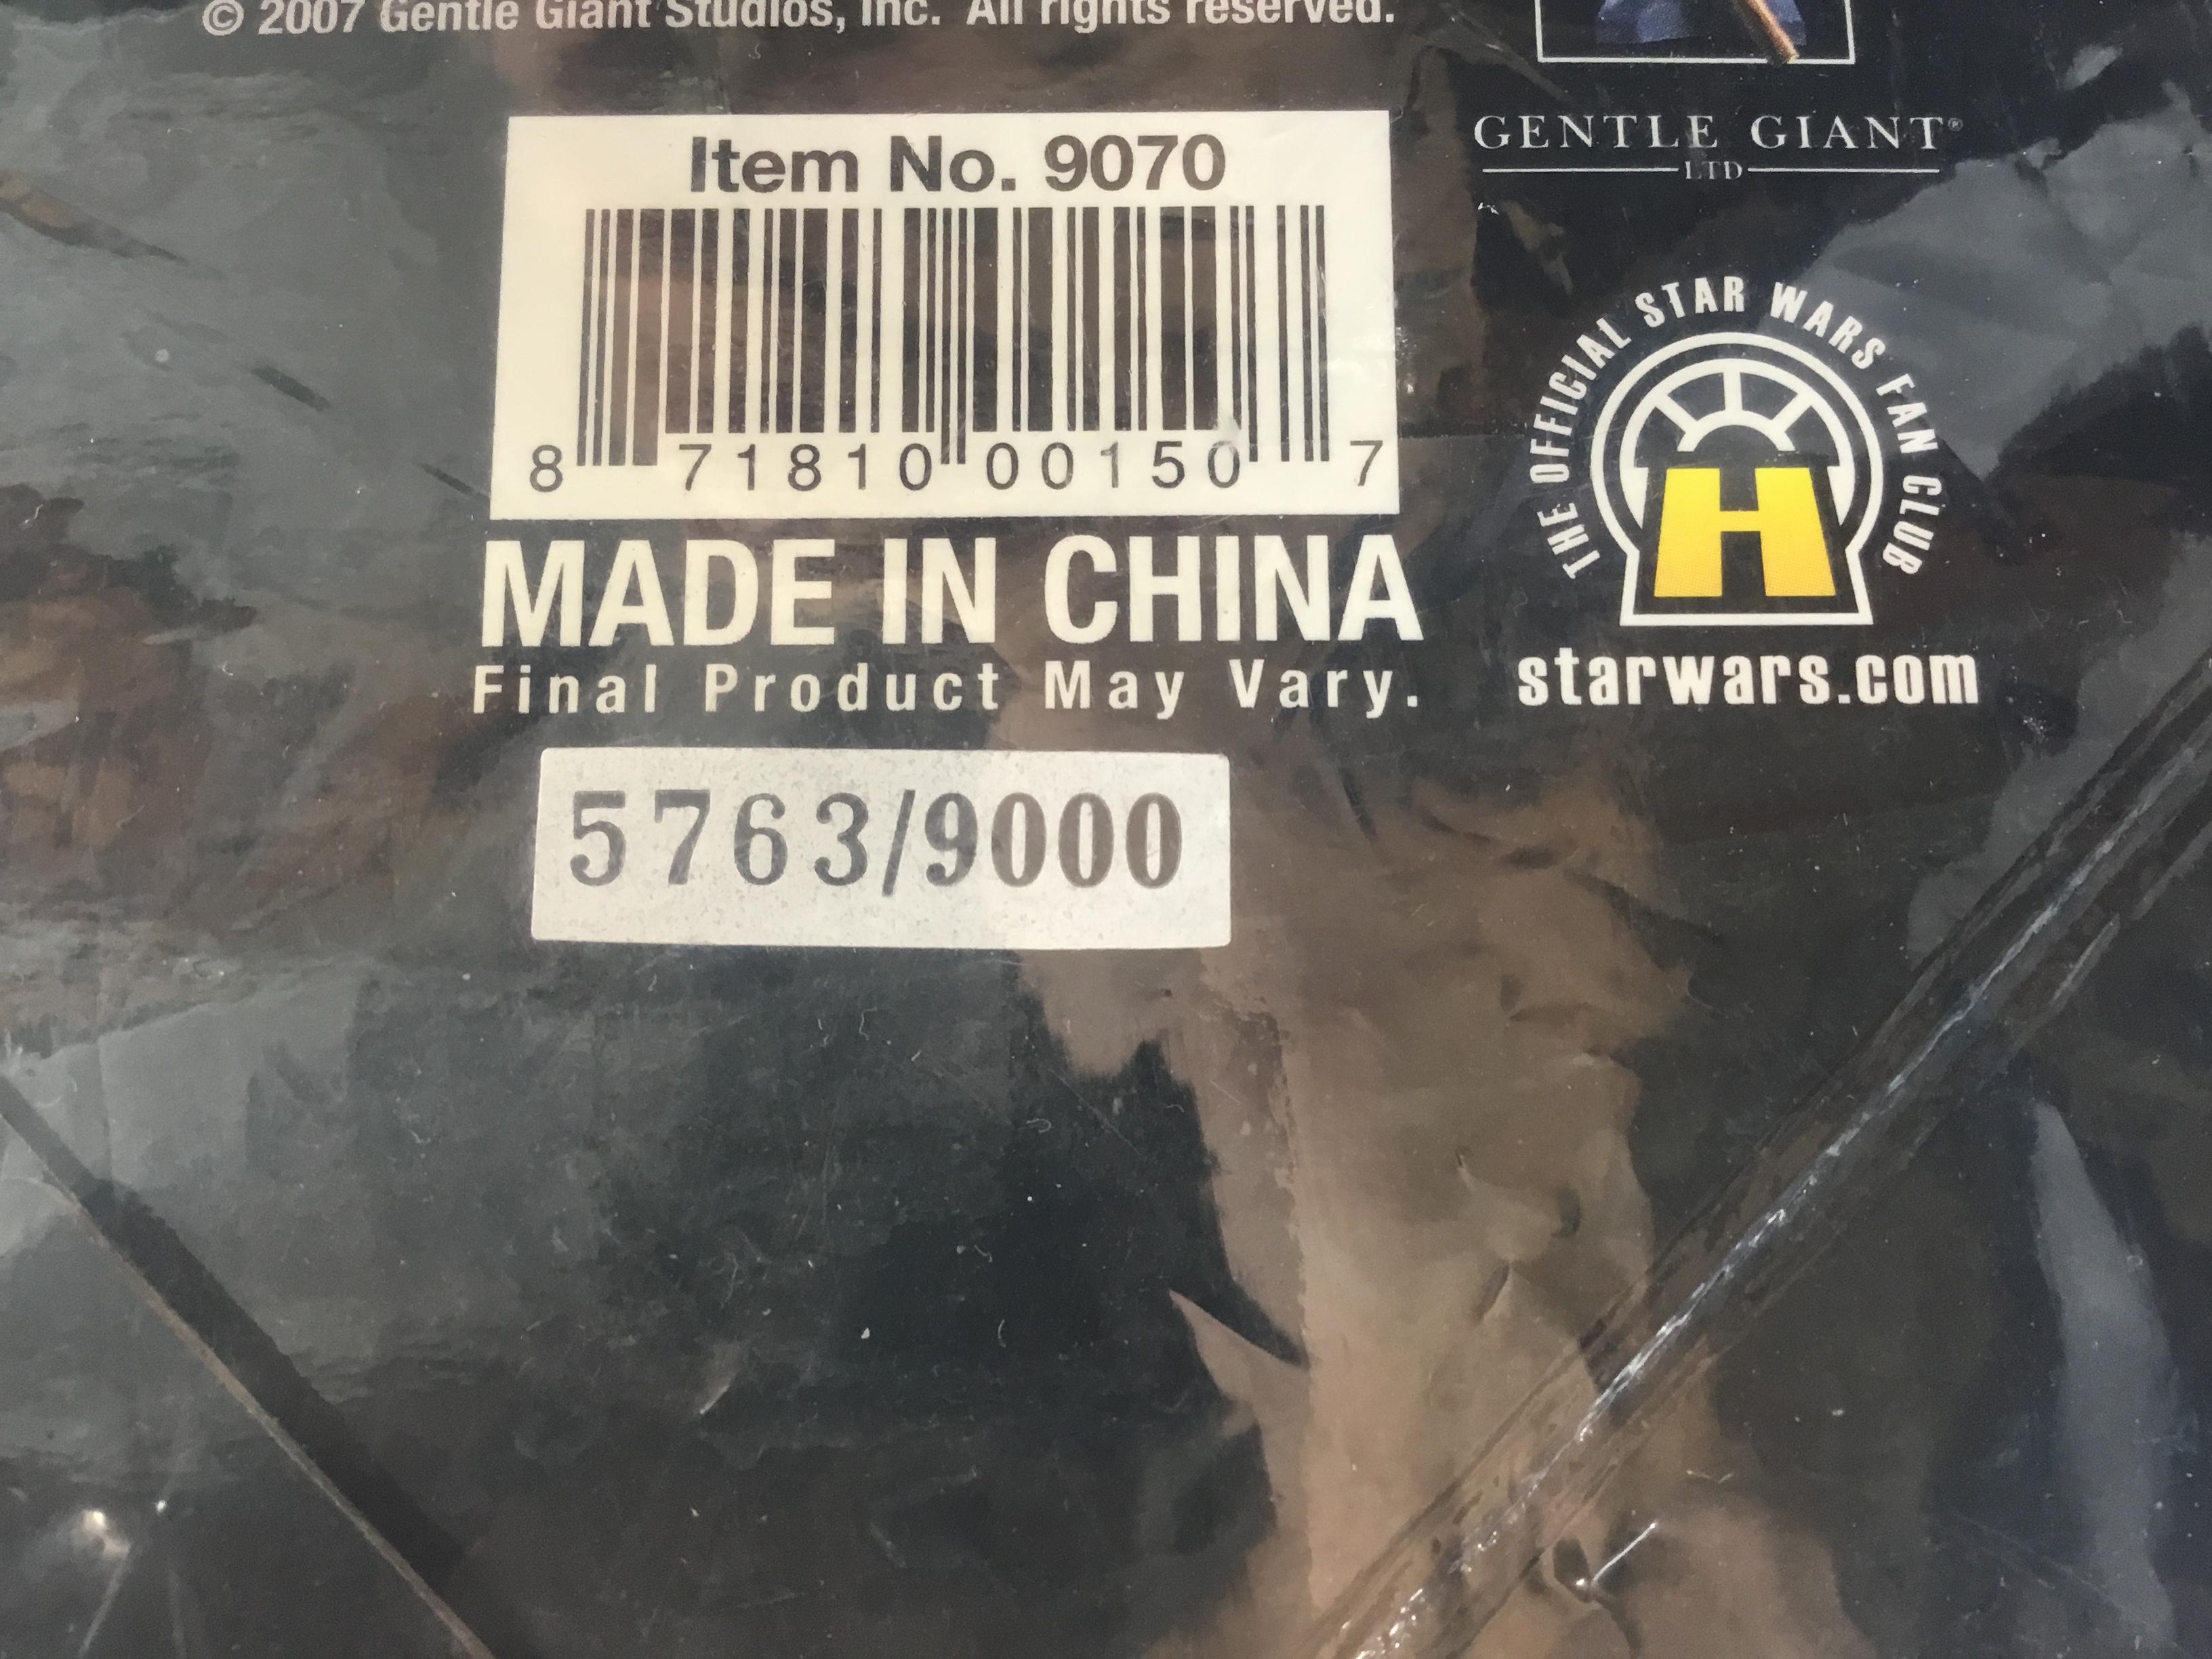 © 2007 Gentle Giant Studios, Inc. All rights reserved.
Item No. 9070
8 71810 00150 7
MADE IN CHINA
Final Product May Vary.
5763/9000
GENTLE GIANT®
LTD
THE OFFICIAL STAR WARS FAN CLUB
H
starwars.com